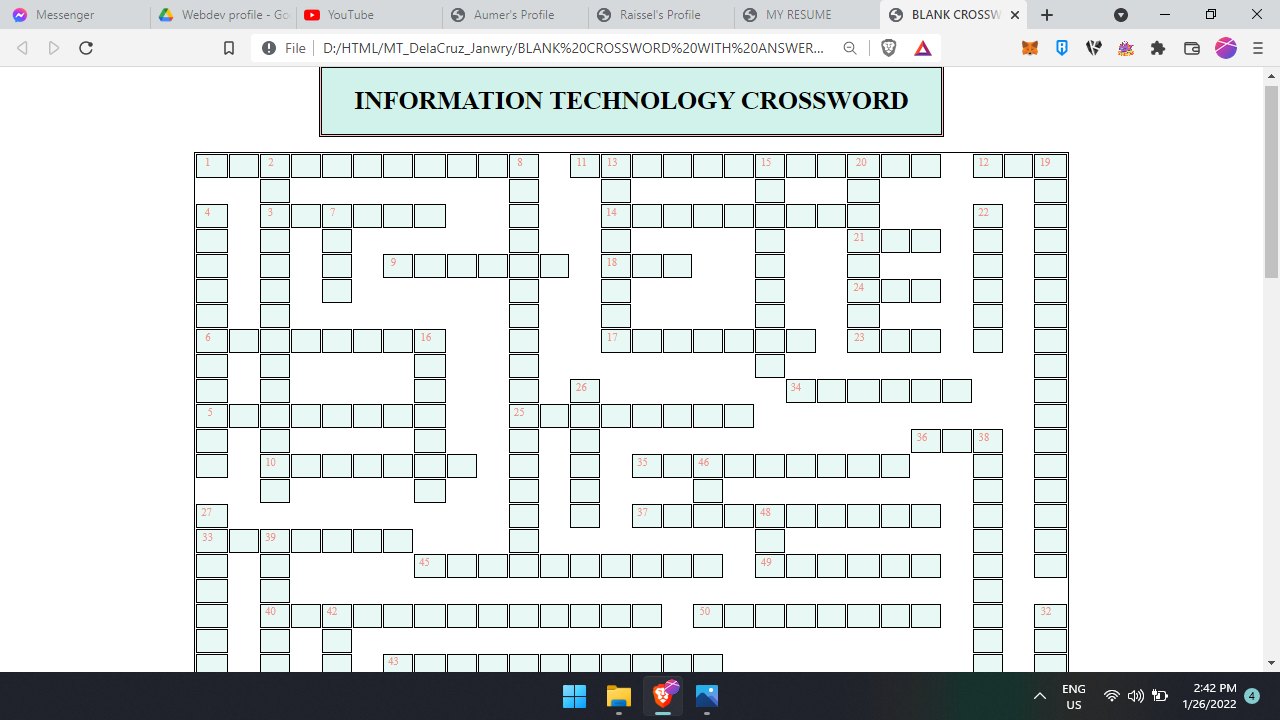 Messenger
Webdev profile - Goo
YouTube
Aumer's Profile
Raissel's Profile
MY RESUME
BLANK CROSSW
File
D:/HTML/MT_DelaCruz_Janwry/BLANK%20CROSSWORD%20WITH%20ANSWER...
INFORMATION TECHNOLOGY CROSSWORD
1 2 8 11 13 15 20 12 19
4 3 7 14 22
21
9 18
24
6 16 17 23
26 34
5 25
36 38
10 35 46
27 37 48
33 39
45 49
40 42 50 32
43
ENG
US
2:42 PM
1/26/2022
4